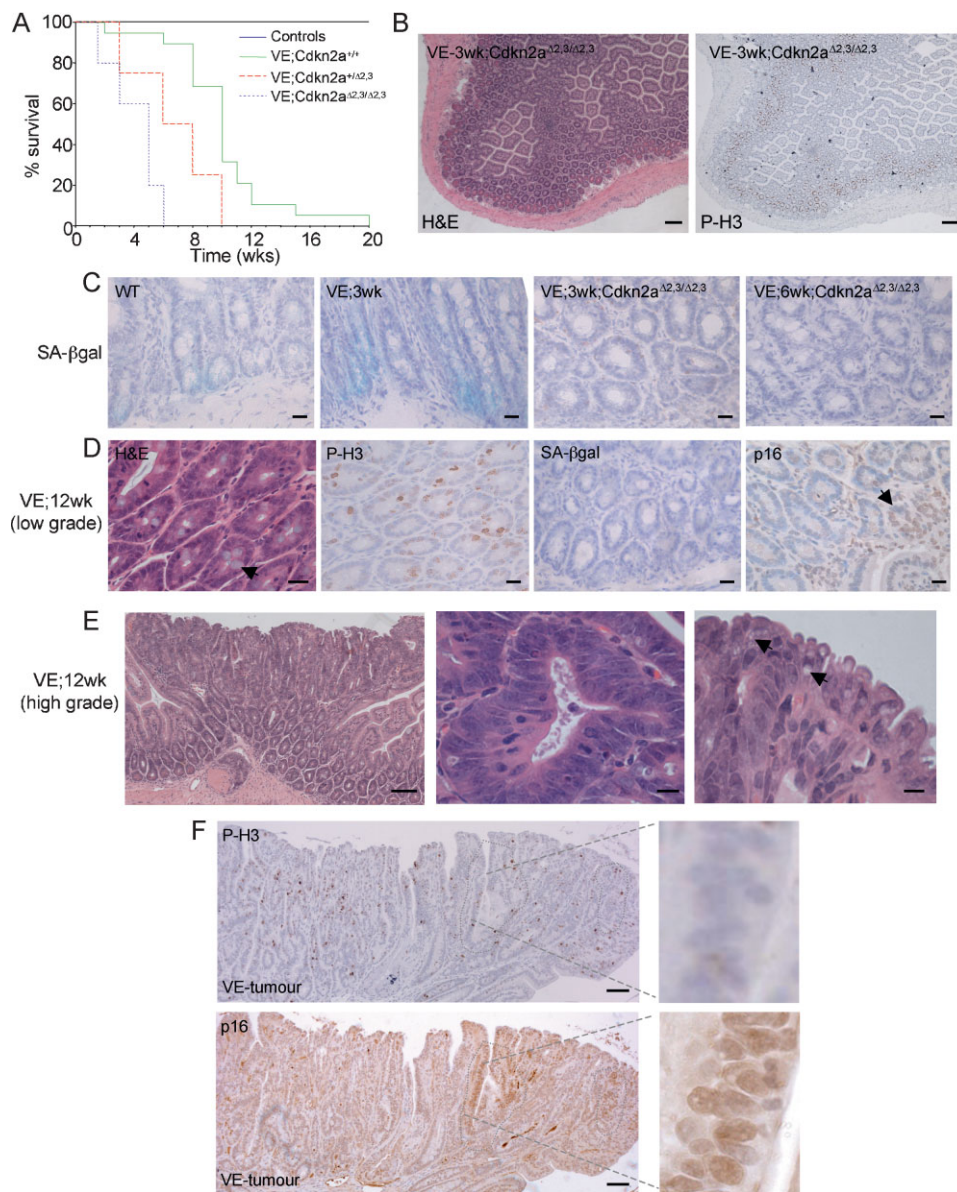 A
100
80
60
40
20
0
% survival
0 4 8 12 16 20
Time (wks)
Controls
VE;Cdkn2a+/+
VE;Cdkn2a+/Δ2,3
VE;Cdkn2aΔ2,3/Δ2,3
B
VE-3wk;Cdkn2aΔ2,3/Δ2,3
H&E
VE-3wk;Cdkn2aΔ2,3/Δ2,3
P-H3
C
SA-βgal
WT
VE;3wk
VE;3wk;Cdkn2aΔ2,3/Δ2,3
VE;6wk;Cdkn2aΔ2,3/Δ2,3
D
VE;12wk
(low grade)
H&E
P-H3
SA-βgal
p16
E
VE;12wk
(high grade)
F
P-H3
VE-tumour
p16
VE-tumour